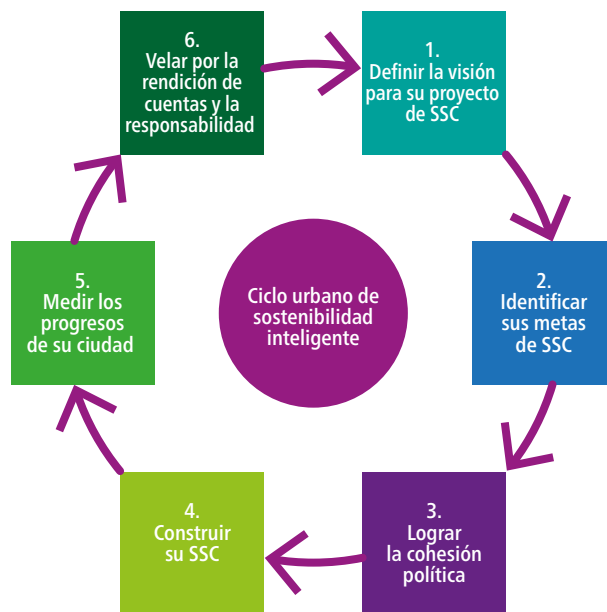 1.
Definir la visión
para su proyecto
de SSC
2.
Identificar
sus metas
de SSC
3.
Lograr
la cohesión
política
4.
Construir
su SSC
5.
Medir los
progresos
de su ciudad
6.
Velar por la
rendición de
cuentas y la
responsabilidad
Ciclo urbano de
sostenibilidad
inteligente